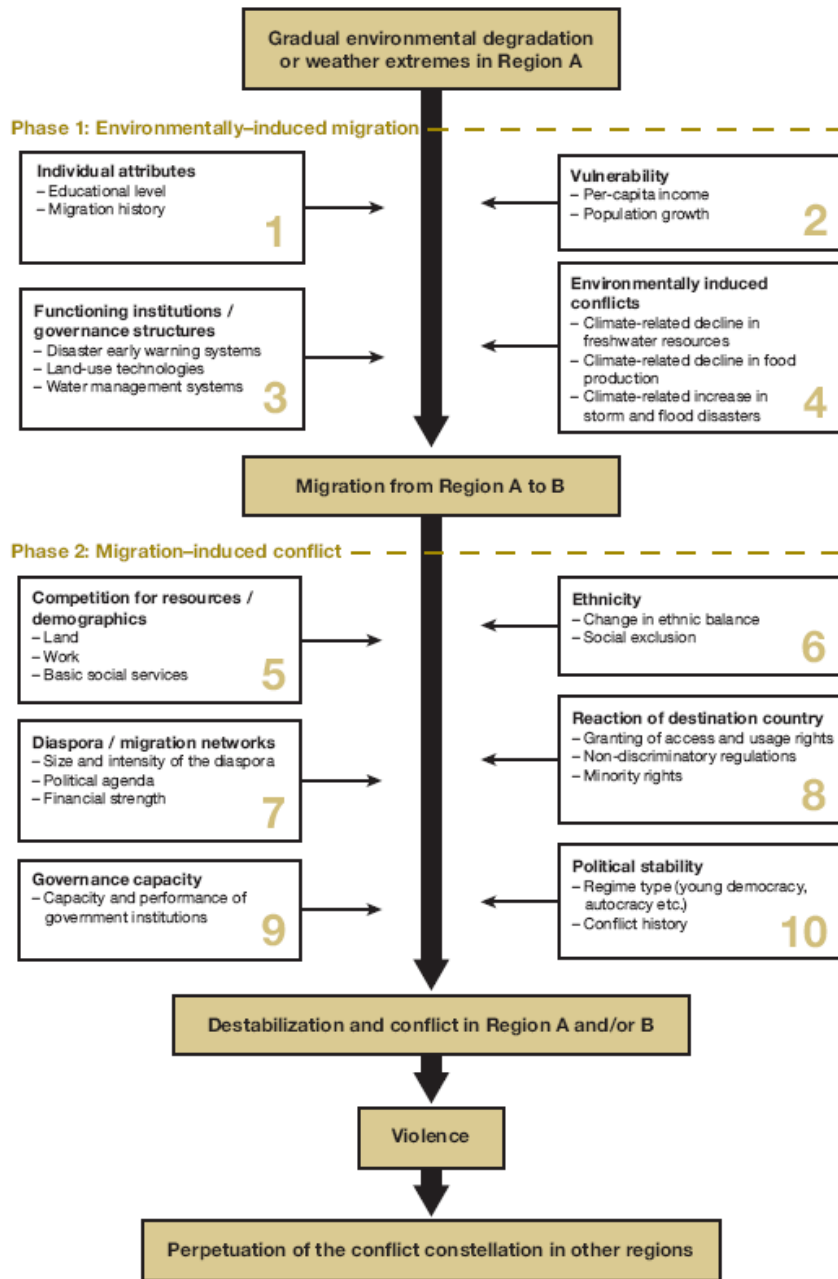 Gradual environmental degradation
or weather extremes in Region A
Phase 1: Environmentally–induced migration
Individual attributes
– Educational level
– Migration history
1
Vulnerability
– Per-capita income
– Population growth
2
Functioning institutions /
governance structures
– Disaster early warning systems
– Land-use technologies
– Water management systems
3
Environmentally induced
conflicts
– Climate-related decline in
freshwater resources
– Climate-related decline in food
production
– Climate-related increase in
storm and flood disasters
4
Migration from Region A to B
Phase 2: Migration–induced conflict
Competition for resources /
demographics
– Land
– Work
– Basic social services
5
Ethnicity
– Change in ethnic balance
– Social exclusion
6
Diaspora / migration networks
– Size and intensity of the diaspora
– Political agenda
– Financial strength
7
Reaction of destination country
– Granting of access and usage rights
– Non-discriminatory regulations
– Minority rights
8
Governance capacity
– Capacity and performance of
government institutions
9
Political stability
– Regime type (young democracy,
autocracy etc.)
– Conflict history
10
Destabilization and conflict in Region A and/or B
Violence
Perpetuation of the conflict constellation in other regions